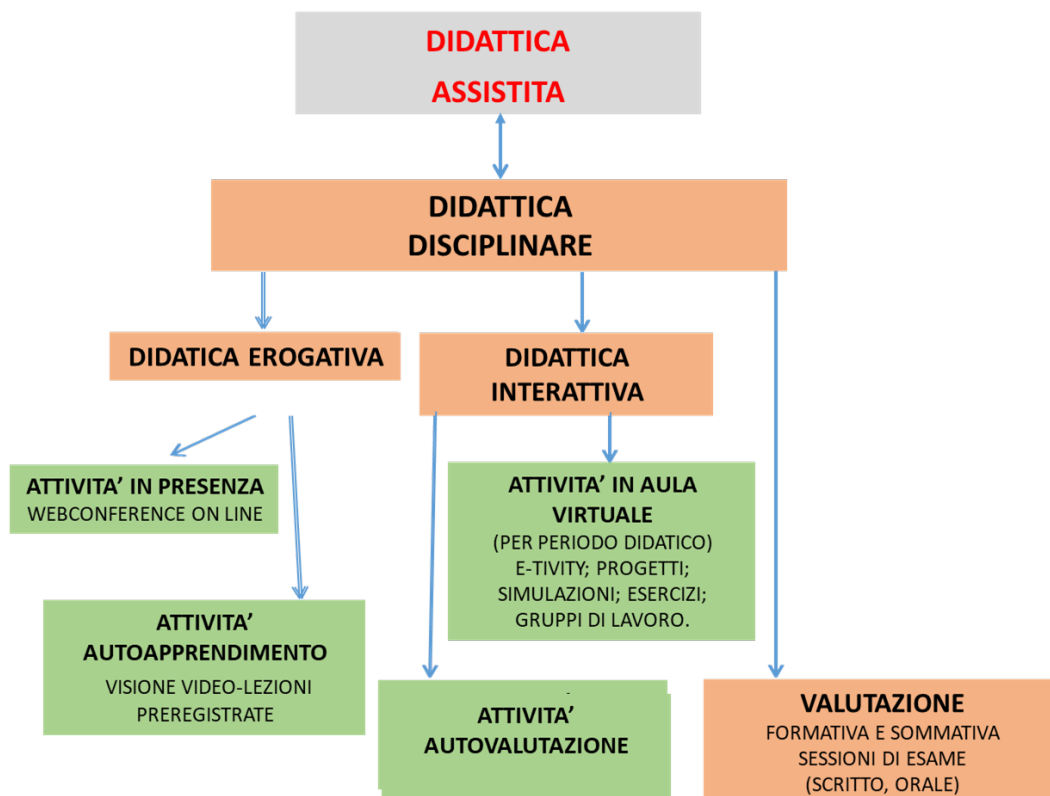 DIDATTICA
ASSISTITA
DIDATTICA
DISCIPLINARE
DIDATICA EROGATIVA
DIDATTICA
INTERATTIVA
ATTIVITA’ IN PRESENZA
WEBCONFERENCE ON LINE
ATTIVITA’ IN AULA
VIRTUALE
(PER PERIODO DIDATICO)
E-TIVITY; PROGETTI;
SIMULAZIONI; ESERCIZI;
GRUPPI DI LAVORO.
ATTIVITA’
AUTOAPPRENDIMENTO
VISIONE VIDEO-LEZIONI
PREREGISTRATE
ATTIVITA’
AUTOVALUTAZIONE
VALUTAZIONE
FORMATIVA E SOMMATIVA
SESSIONI DI ESAME
(SCRITTO, ORALE)